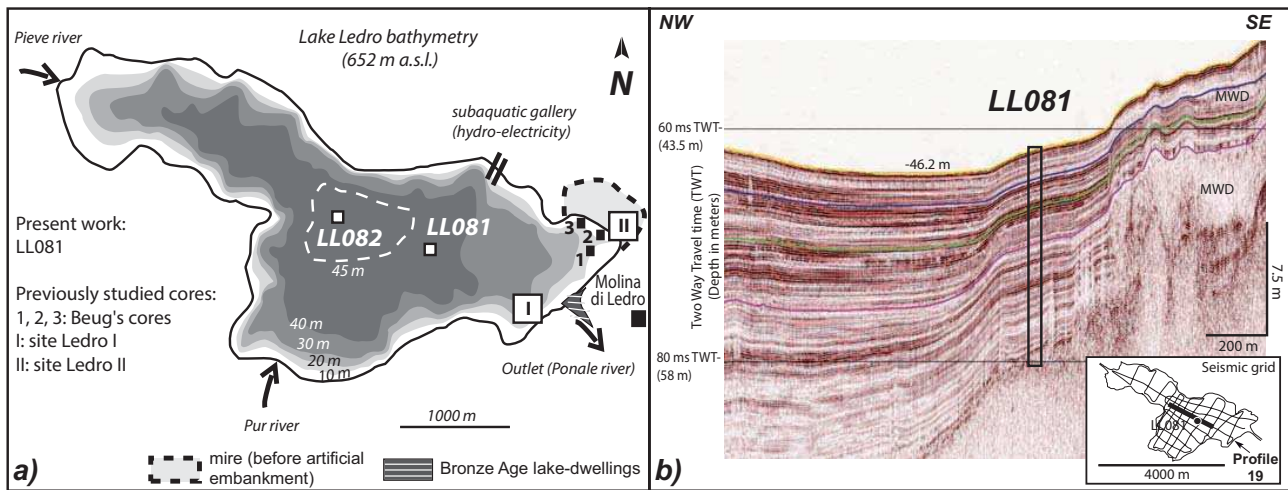 Lake Ledro bathymetry
(652 m a.s.l.)
Pieve river
N
subaquatic gallery
(hydro-electricity)
Present work:
LL081
Previously studied cores:
1, 2, 3: Beug's cores
I: site Ledro I
II: site Ledro II
LL082
LL081
45 m
3
2
1
II
I
Molina
di Ledro
40 m
30 m
20 m
10 m
Outlet (Ponale river)
Pur river
1000 m
a)
mire (before artificial
embankment)
Bronze Age lake-dwellings
NW
SE
LL081
MWD
60 ms TWT-
(43.5 m)
-46.2 m
MWD
Two Way Travel time (TWT)
(Depth in meters)
7.5 m
200 m
80 ms TWT-
(58 m)
Seismic grid
LL081
Profile
19
4000 m
b)